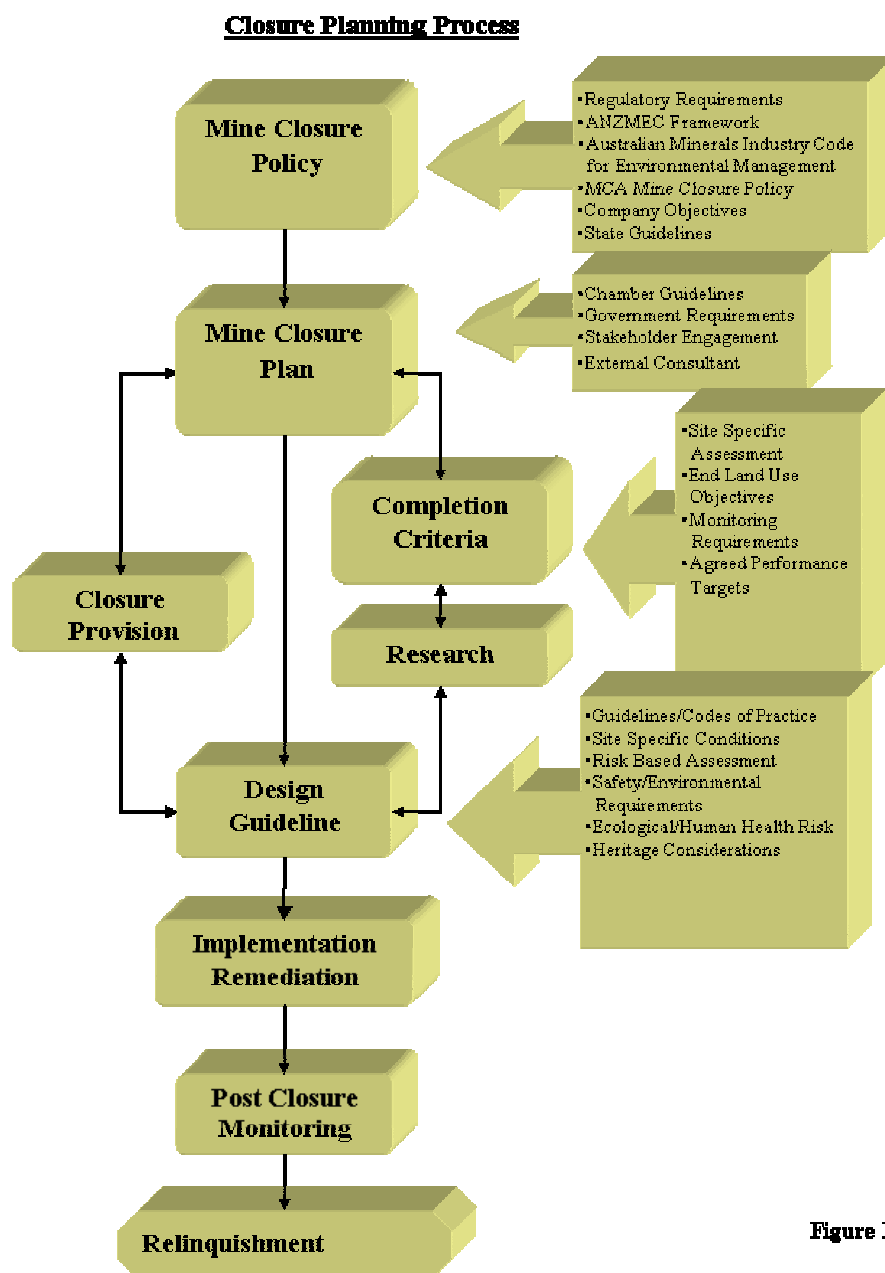 Closure Planning Process
Mine Closure
Policy
•Regulatory Requirements
•ANZMEC Framework
•Australian Minerals Industry Code
for Environmental Management
•MCA Mine Closure Policy
•Company Objectives
•State Guidelines
Mine Closure
Plan
•Chamber Guidelines
•Government Requirements
•Stakeholder Engagement
•External Consultant
Completion
Criteria
•Site Specific
Assessment
•End Land Use
Objectives
•Monitoring
Requirements
•Agreed Performance
Targets
Closure
Provision
Research
Design
Guideline
•Guidelines/Codes of Practice
•Site Specific Conditions
•Risk Based Assessment
•Safety/Environmental
Requirements
•Ecological/Human Health Risk
•Heritage Considerations
Implementation
Remediation
Post Closure
Monitoring
Relinquishment
Figure